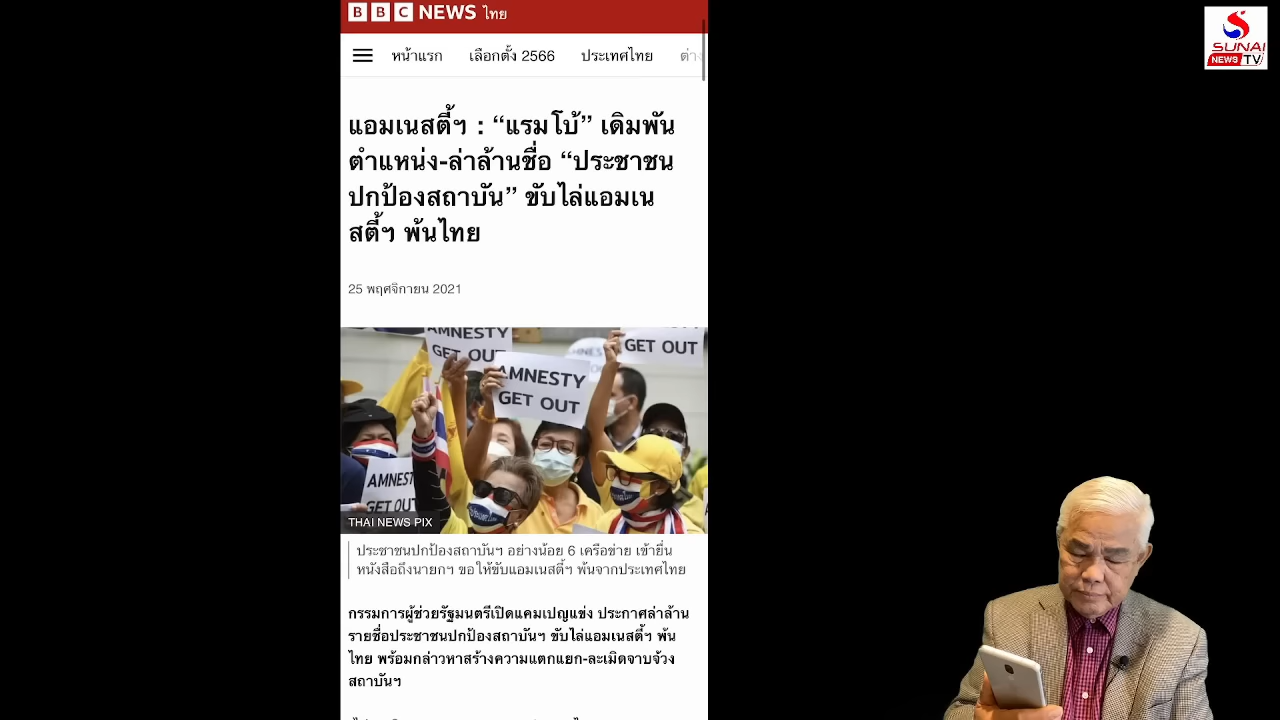 BBC NEWS ไทย
SUNAI
NEWS TV
หน้าแรก เลือกตั้ง 2566 ประเทศไทย
แอมเนสตี้ฯ : “แรมโบ้” เดิมพัน
ตำแหน่ง-ล่าล้านชื่อ “ประชาชน
ปกป้องสถาบัน” ขับไล่แอมเน
สตี้ฯ พ้นไทย
25 พฤศจิกายน 2021
AMNESTY
GET OUT
GET OUT
AMNESTY
GET OUT
AMNEST
GET OUT
THAI NEWS PIX
ประชาชนปกป้องสถาบันฯ อย่างน้อย 6 เครือข่าย เข้ายื่น
หนังสือถึงนายกฯ ขอให้ขับแอมเนสตี้ฯ พ้นจากประเทศไทย
กรรมการผู้ช่วยรัฐมนตรีเปิดแคมเปญแข่ง ประกาศล่าล้าน
รายชื่อประชาชนปกป้องสถาบันฯ ขับไล่แอมเนสตี้ฯ พ้น
ไทย พร้อมกล่าวหาสร้างความแตกแยก-ละเมิดจาบจ้วง
สถาบันฯ